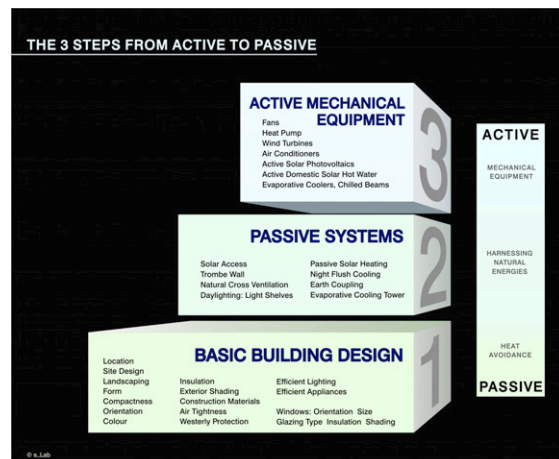 THE 3 STEPS FROM ACTIVE TO PASSIVE
ACTIVE MECHANICAL
EQUIPMENT
Fans
Heat Pump
Wind Turbines
Air Conditioners
Active Solar Photovoltaics
Active Domestic Solar Hot Water
Evaporative Coolers, Chilled Beams
3
PASSIVE SYSTEMS
Solar Access
Trombe Wall
Natural Cross Ventilation
Daylighting: Light Shelves
Passive Solar Heating
Night Flush Cooling
Earth Coupling
Evaporative Cooling Tower
2
BASIC BUILDING DESIGN
Location
Site Design
Landscaping
Form
Compactness
Orientation
Colour
Insulation
Exterior Shading
Construction Materials
Air Tightness
Westerly Protection
Efficient Lighting
Efficient Appliances
Windows: Orientation Size
Glazing Type Insulation Shading
1
ACTIVE
MECHANICAL
EQUIPMENT
HARNESSING
NATURAL
ENERGIES
HEAT
AVOIDANCE
PASSIVE
© s_Lab